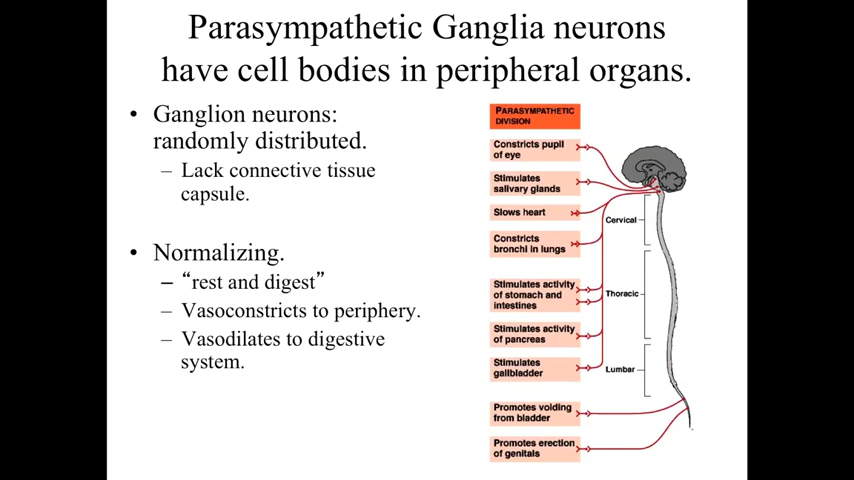 Parasympathetic Ganglia neurons
have cell bodies in peripheral organs.
• Ganglion neurons:
randomly distributed.
– Lack connective tissue
capsule.
• Normalizing.
– “rest and digest”
– Vasoconstricts to periphery.
– Vasodilates to digestive
system.
PARASYMPATHETIC
DIVISION
Constricts pupil
of eye
Stimulates
salivary glands
Slows heart
Constricts
bronchi in lungs
Stimulates activity
of stomach and
intestines
Stimulates activity
of pancreas
Stimulates
gallbladder
Promotes voiding
from bladder
Promotes erection
of genitals
Cervical
Thoracic
Lumbar